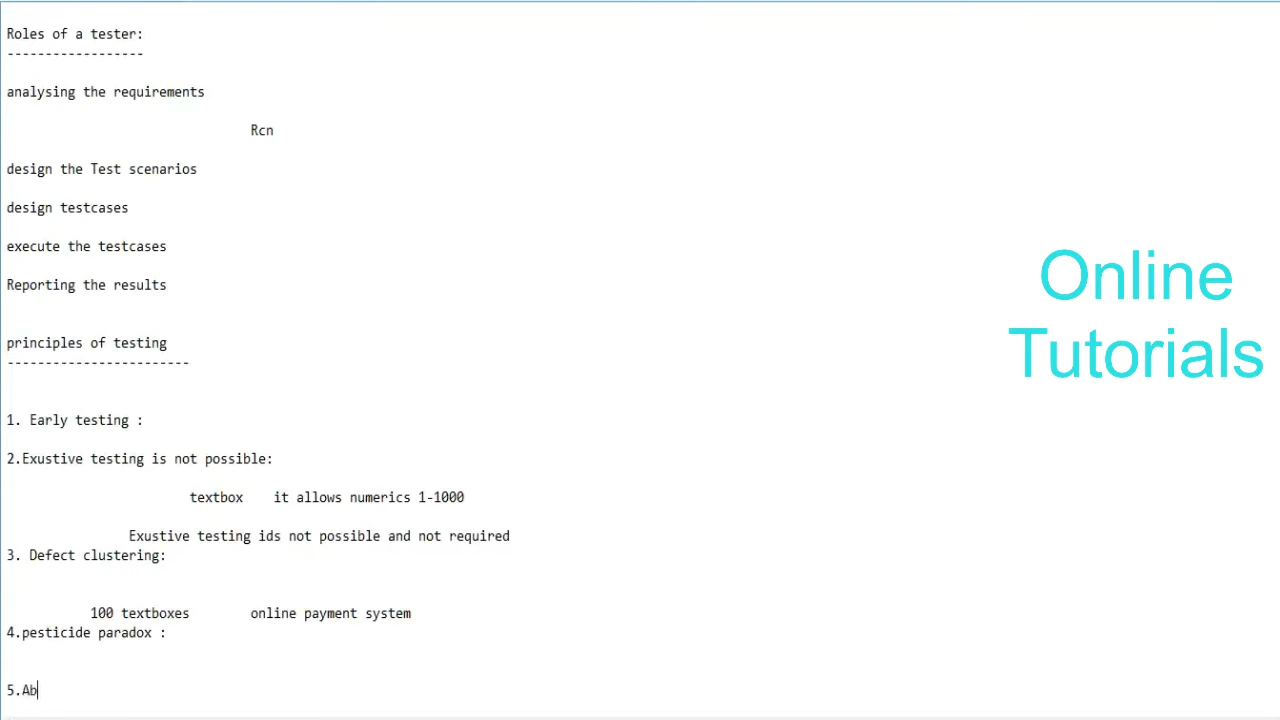 Roles of a tester:
------------------
analysing the requirements
Rcn
design the Test scenarios
design testcases
execute the testcases
Reporting the results
principles of testing
------------------------
1. Early testing :
2.Exustive testing is not possible:
textbox    it allows numerics 1-1000
Exustive testing ids not possible and not required
3. Defect clustering:
100 textboxes        online payment system
4.pesticide paradox :
5.Ab
Online
Tutorials